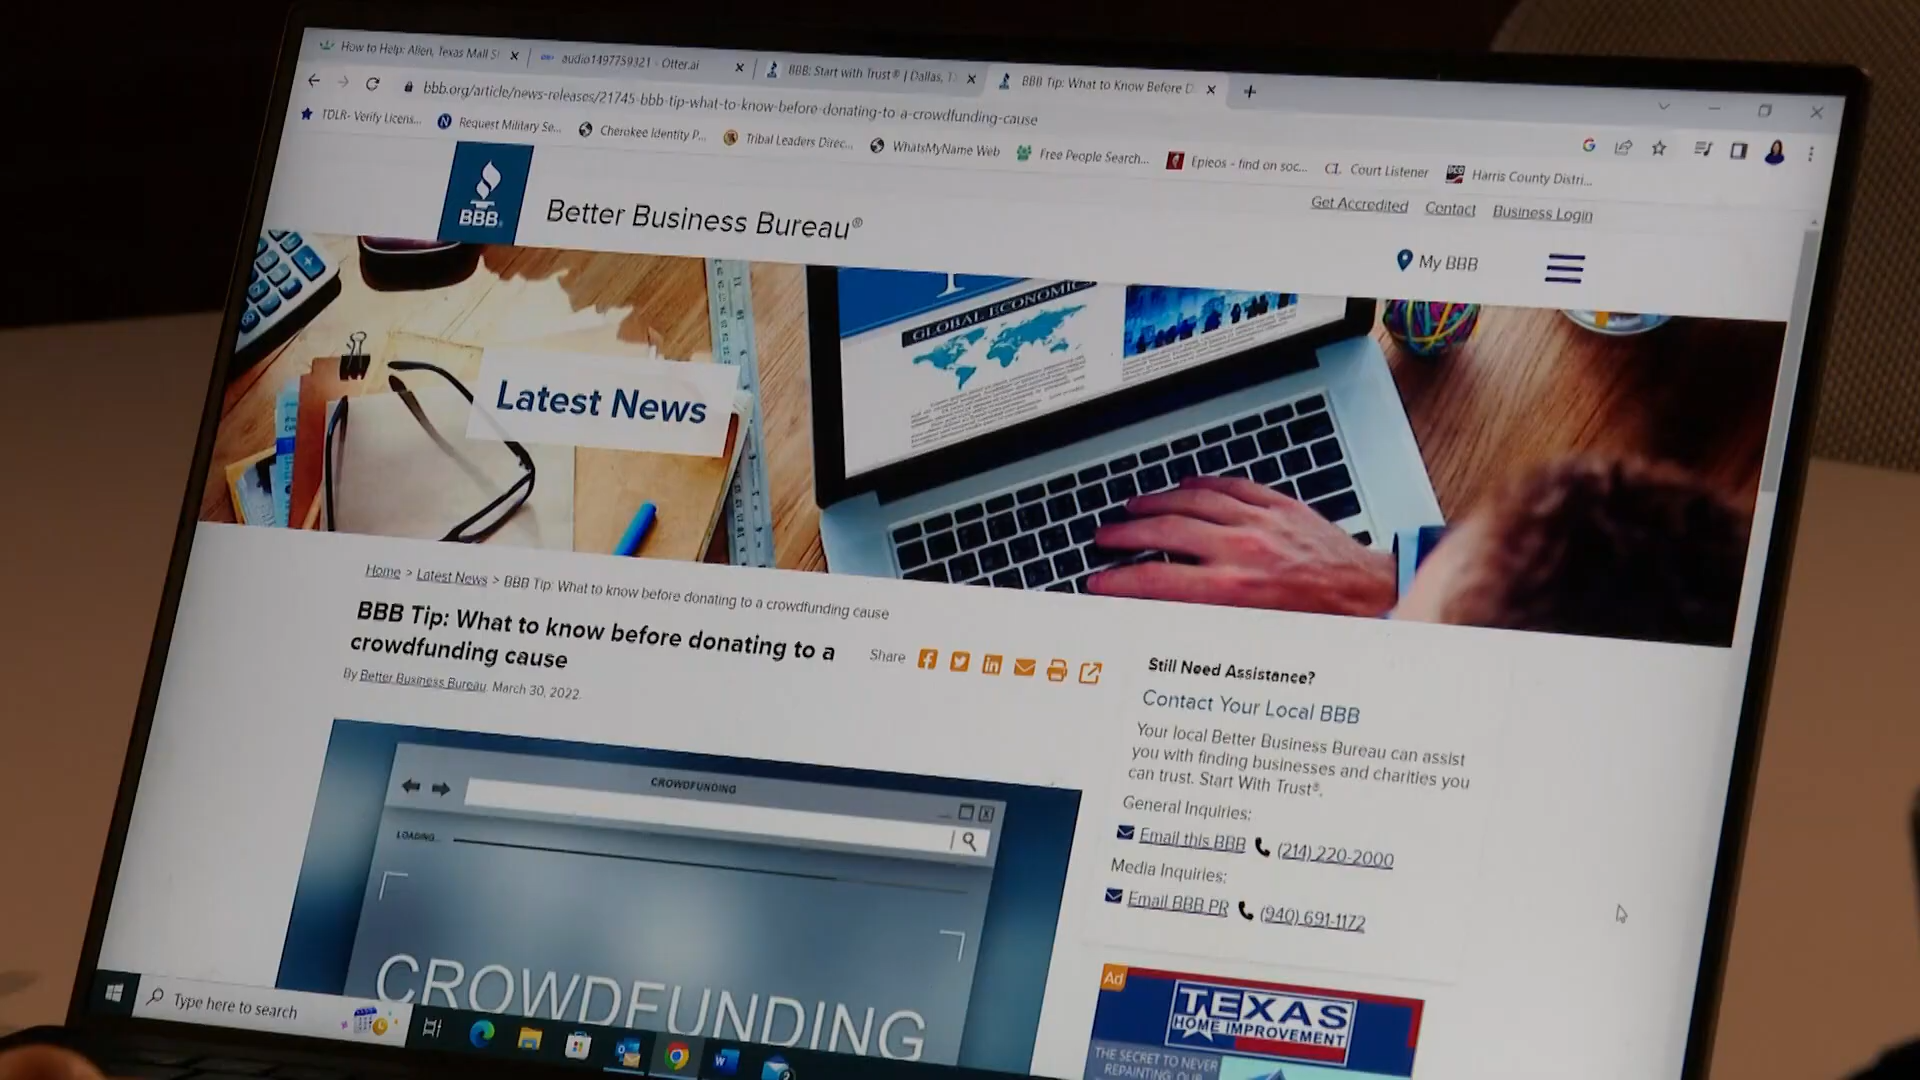 How to Help: Allen, Texas Mall S
audio1497759321 - Otter.ai
BBB: Start with Trust® | Dallas, T
BBB Tip: What to Know Before D
bbb.org/article/news-releases/21745-bbb-tip-what-to-know-before-donating-to-a-crowdfunding-cause
TDLR- Verify Licens...
Request Military Se...
Cherokee Identity P...
Tribal Leaders Direc...
WhatsMyName Web
Free People Search...
Epieos - find on soc...
CL Court Listener
Harris County Distri...
Get Accredited Contact Business Login
BBB.
Better Business Bureau®
My BBB
GLOBAL ECONOMICS
Latest News
Home > Latest News > BBB Tip: What to know before donating to a crowdfunding cause
BBB Tip: What to know before donating to a
crowdfunding cause
By Better Business Bureau. March 30, 2022.
Share
Still Need Assistance?
Contact Your Local BBB
Your local Better Business Bureau can assist
you with finding businesses and charities you
can trust. Start With Trust®.
General Inquiries:
Email this BBB (214) 220-2000
Media Inquiries:
Email BBB PR (940) 691-1172
CROWDFUNDING
LOADING...
CROWDFUNDING
Ad
TEXAS
HOME IMPROVEMENT
THE SECRET TO NEVER
REPAINTING, OUR
Type here to search